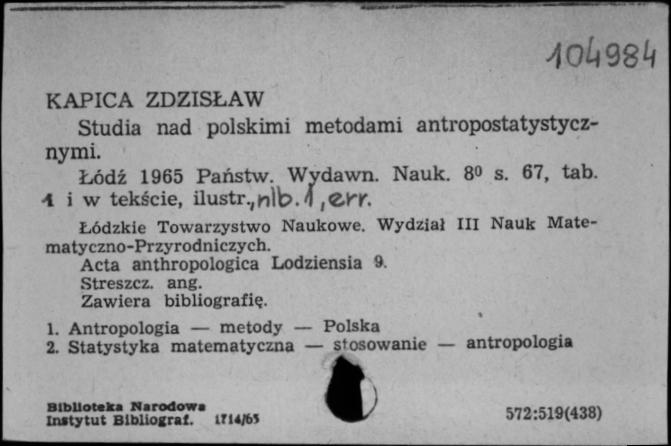 104984
KAPICA ZDZISŁAW
Studia nad polskimi metodami antropostatystycz-
nymi.
Łódź 1965 Państw. Wydawn. Nauk. 8⁰ s. 67, tab.
1 i w tekście, ilustr., nlb. 1, err.
Łódzkie Towarzystwo Naukowe. Wydział III Nauk Mate-
matyczno-Przyrodniczych.
Acta anthropologica Lodziensia 9.
Streszcz. ang.
Zawiera bibliografię.
1. Antropologia — metody — Polska
2. Statystyka matematyczna — stosowanie — antropologia
Biblioteka Narodowa
Instytut Bibliograf. 1714/65
572:519(438)